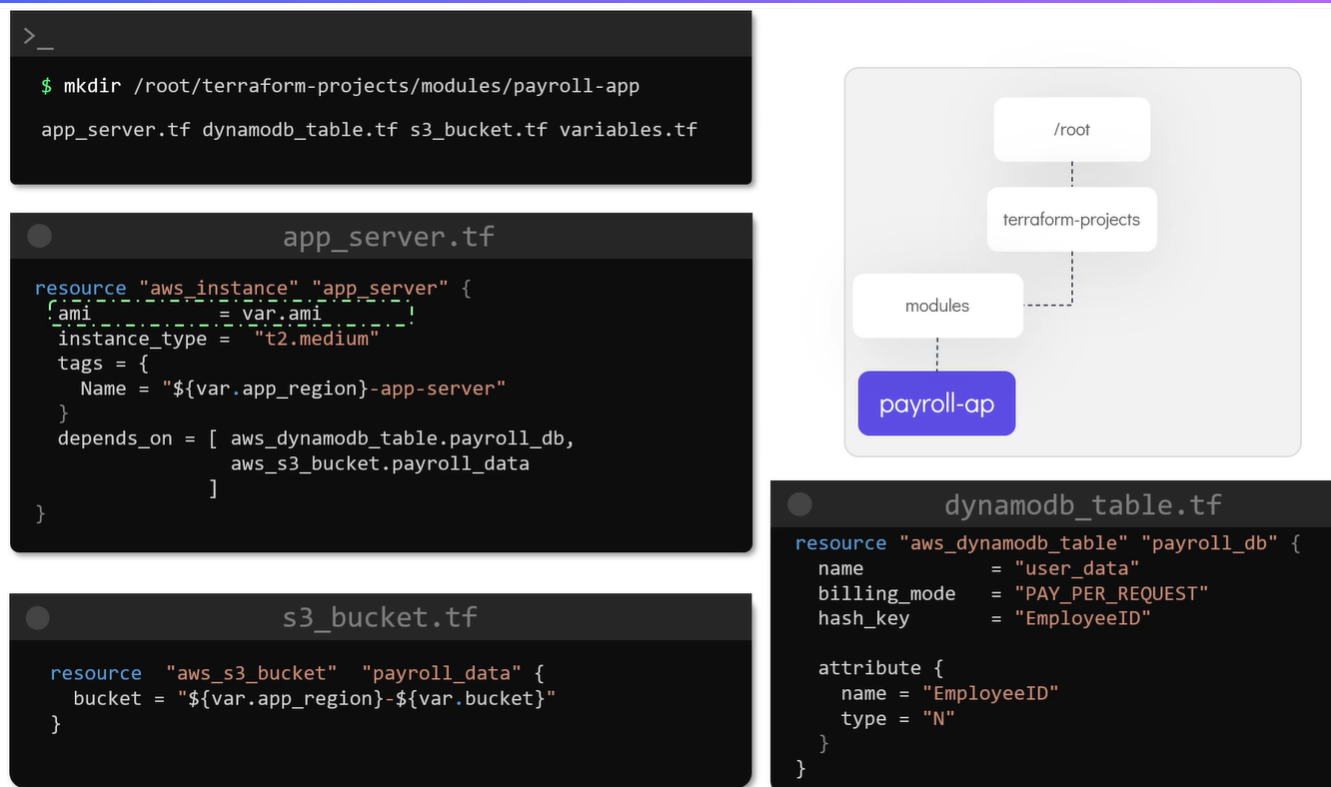 >_
$ mkdir /root/terraform-projects/modules/payroll-app
app_server.tf dynamodb_table.tf s3_bucket.tf variables.tf
app_server.tf
resource "aws_instance" "app_server" {
ami = var.ami
instance_type = "t2.medium"
tags = {
Name = "${var.app_region}-app-server"
}
depends_on = [ aws_dynamodb_table.payroll_db,
aws_s3_bucket.payroll_data
]
}
s3_bucket.tf
resource "aws_s3_bucket" "payroll_data" {
bucket = "${var.app_region}-${var.bucket}"
}
/root
terraform-projects
modules
payroll-ap
dynamodb_table.tf
resource "aws_dynamodb_table" "payroll_db" {
name = "user_data"
billing_mode = "PAY_PER_REQUEST"
hash_key = "EmployeeID"
attribute {
name = "EmployeeID"
type = "N"
}
}